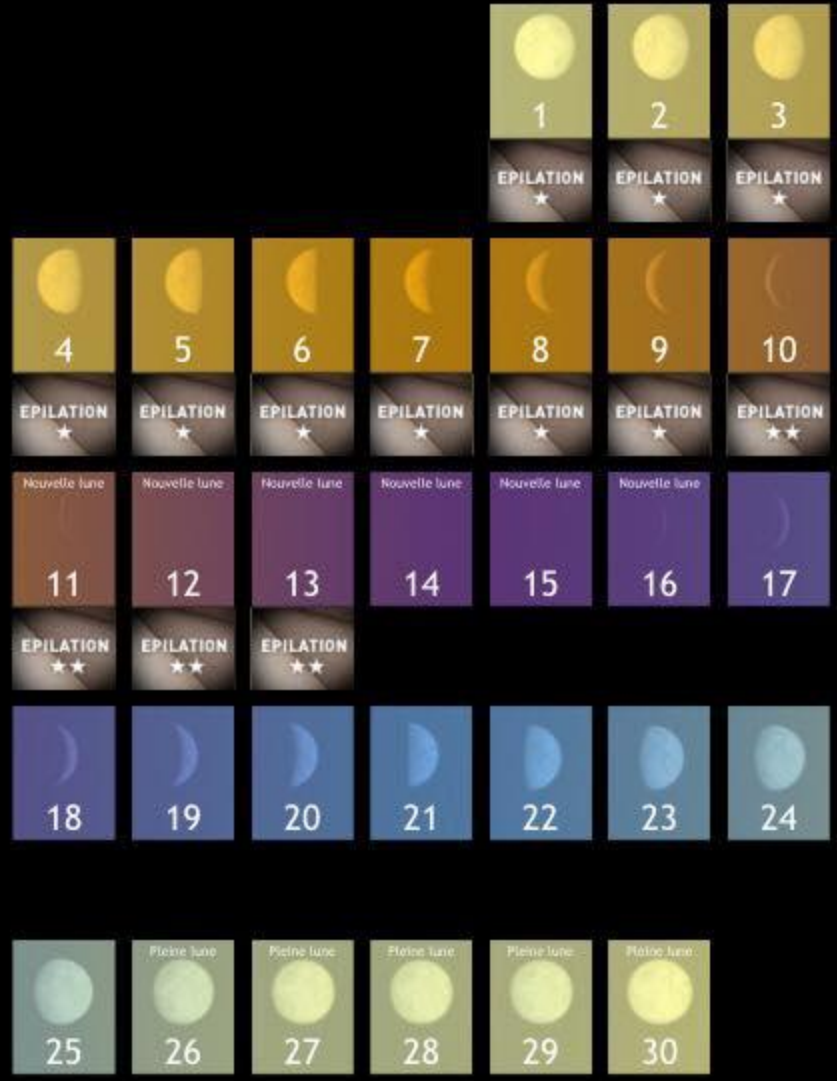 1 2 3
EPILATION EPILATION EPILATION
★ ★ ★
4 5 6 7 8 9 10
EPILATION EPILATION EPILATION EPILATION EPILATION EPILATION EPILATION
★ ★ ★ ★ ★ ★ ★★
Nouvelle lune Nouvelle lune Nouvelle lune Nouvelle lune Nouvelle lune Nouvelle lune
11 12 13 14 15 16 17
EPILATION EPILATION EPILATION
★★ ★★ ★★
18 19 20 21 22 23 24
Pleine lune Pleine lune Pleine lune Pleine lune Pleine lune
25 26 27 28 29 30